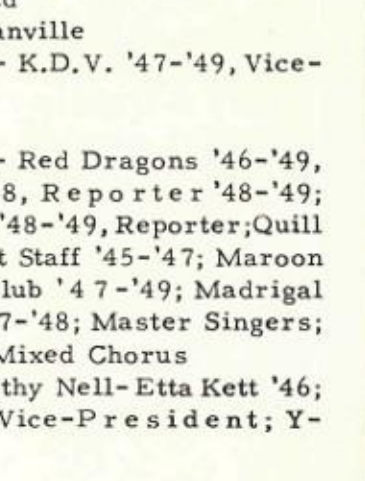 anville
- K.D.V. '47-'49, Vice-
- Red Dragons '46-'49,
8, Reporter '48-'49;
'48-'49, Reporter;Quill
t Staff '45-'47; Maroon
lub '47-'49; Madrigal
7-'48; Master Singers;
Mixed Chorus
thy Nell-Etta Kett '46;
Vice-President; Y-